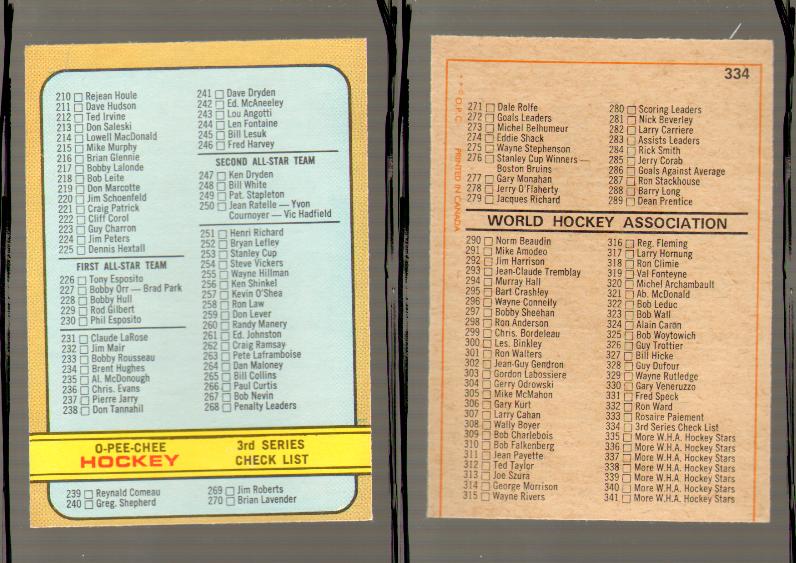 210 Rejean Houle
211 Dave Hudson
212 Ted Irvine
213 Don Saleski
214 Lowell MacDonald
215 Mike Murphy
216 Brian Glennie
217 Bobby Lalonde
218 Bob Leite
219 Don Marcotte
220 Jim Schoenfeld
221 Craig Patrick
222 Cliff Corol
223 Guy Charron
224 Jim Peters
225 Dennis Hextall
FIRST ALL-STAR TEAM
226 Tony Esposito
227 Bobby Orr — Brad Park
228 Bobby Hull
229 Rod Gilbert
230 Phil Esposito
231 Claude LaRose
232 Jim Mair
233 Bobby Rousseau
234 Brent Hughes
235 Al. McDonough
236 Chris. Evans
237 Pierre Jarry
238 Don Tannahil
241 Dave Dryden
242 Ed. McAneeley
243 Lou Angotti
244 Len Fontaine
245 Bill Lesuk
246 Fred Harvey
SECOND ALL-STAR TEAM
247 Ken Dryden
248 Bill White
249 Pat. Stapleton
250 Jean Ratelle — Yvon
Cournoyer — Vic Hadfield
251 Henri Richard
252 Bryan Lefley
253 Stanley Cup
254 Steve Vickers
255 Wayne Hillman
256 Ken Shinkel
257 Kevin O'Shea
258 Ron Law
259 Don Lever
260 Randy Manery
261 Ed. Johnston
262 Craig Ramsay
263 Pete Laframboise
264 Dan Maloney
265 Bill Collins
266 Paul Curtis
267 Bob Nevin
268 Penalty Leaders
O-PEE-CHEE
HOCKEY
3rd SERIES
CHECK LIST
239 Reynald Comeau
240 Greg. Shepherd
269 Jim Roberts
270 Brian Lavender
334
O.P.C. PRINTED IN CANADA
271 Dale Rolfe
272 Goals Leaders
273 Michel Belhumeur
274 Eddie Shack
275 Wayne Stephenson
276 Stanley Cup Winners —
Boston Bruins
277 Gary Monahan
278 Jerry O'Flaherty
279 Jacques Richard
280 Scoring Leaders
281 Nick Beverley
282 Larry Carriere
283 Assists Leaders
284 Rick Smith
285 Jerry Corab
286 Goals Against Average
287 Ron Stackhouse
288 Barry Long
289 Dean Prentice
WORLD HOCKEY ASSOCIATION
290 Norm Beaudin
291 Mike Amodeo
292 Jim Harrison
293 Jean-Claude Tremblay
294 Murray Hall
295 Bart Crashley
296 Wayne Connelly
297 Bobby Sheehan
298 Ron Anderson
299 Chris. Bordeleau
300 Les. Binkley
301 Ron Walters
302 Jean-Guy Gendron
303 Gordon Labossiere
304 Gerry Odrowski
305 Mike McMahon
306 Gary Kurt
307 Larry Cahan
308 Wally Boyer
309 Bob Charlebois
310 Bob Falkenberg
311 Jean Payette
312 Ted Taylor
313 Joe Szura
314 George Morrison
315 Wayne Rivers
316 Reg. Fleming
317 Larry Hornung
318 Ron Climie
319 Val Fonteyne
320 Michel Archambault
321 Ab. McDonald
322 Bob Leduc
323 Bob Wall
324 Alain Caron
325 Bob Woytowich
326 Guy Trottier
327 Bill Hicke
328 Guy Dufour
329 Wayne Rutledge
330 Gary Veneruzzo
331 Fred Speck
332 Ron Ward
333 Rosaire Paiement
334 3rd Series Check List
335 More W.H.A. Hockey Stars
336 More W.H.A. Hockey Stars
337 More W.H.A. Hockey Stars
338 More W.H.A. Hockey Stars
339 More W.H.A. Hockey Stars
340 More W.H.A. Hockey Stars
341 More W.H.A. Hockey Stars